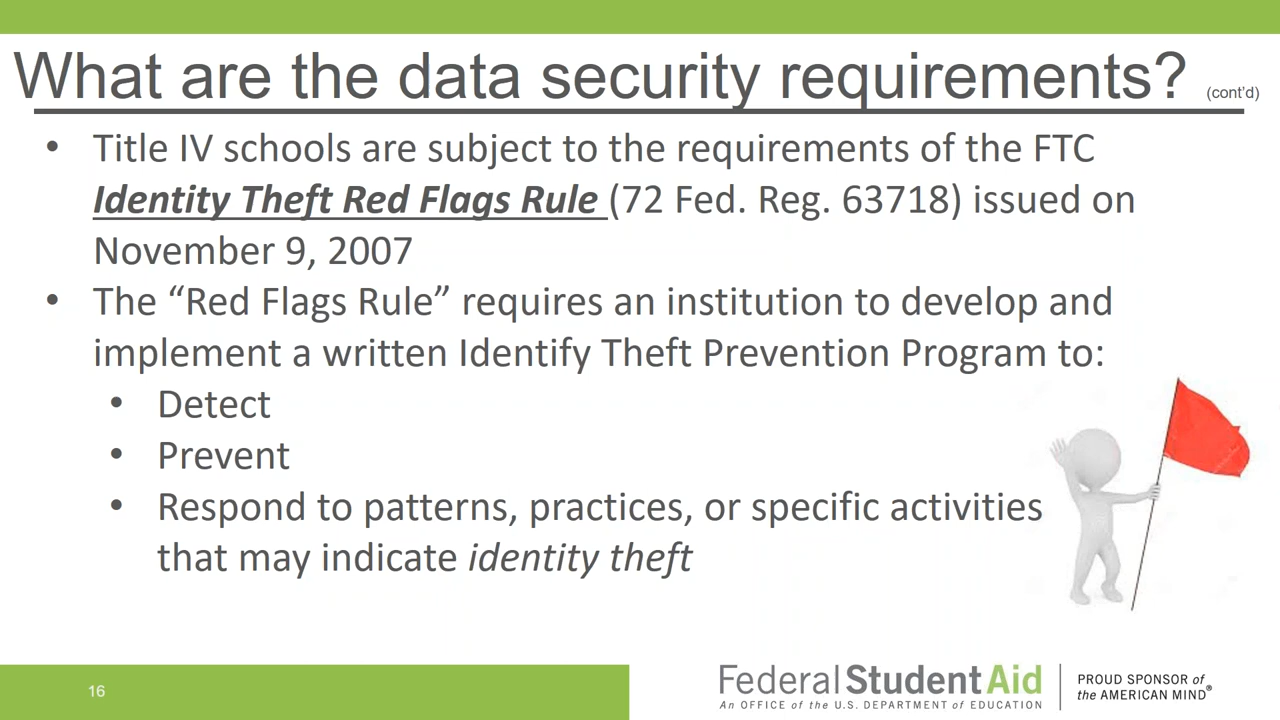 What are the data security requirements? (cont'd)
• Title IV schools are subject to the requirements of the FTC
Identity Theft Red Flags Rule (72 Fed. Reg. 63718) issued on
November 9, 2007
• The “Red Flags Rule” requires an institution to develop and
implement a written Identify Theft Prevention Program to:
• Detect
• Prevent
• Respond to patterns, practices, or specific activities
that may indicate identity theft
16
Federal Student Aid
An OFFICE of the U.S. DEPARTMENT of EDUCATION
PROUD SPONSOR of
the AMERICAN MIND®